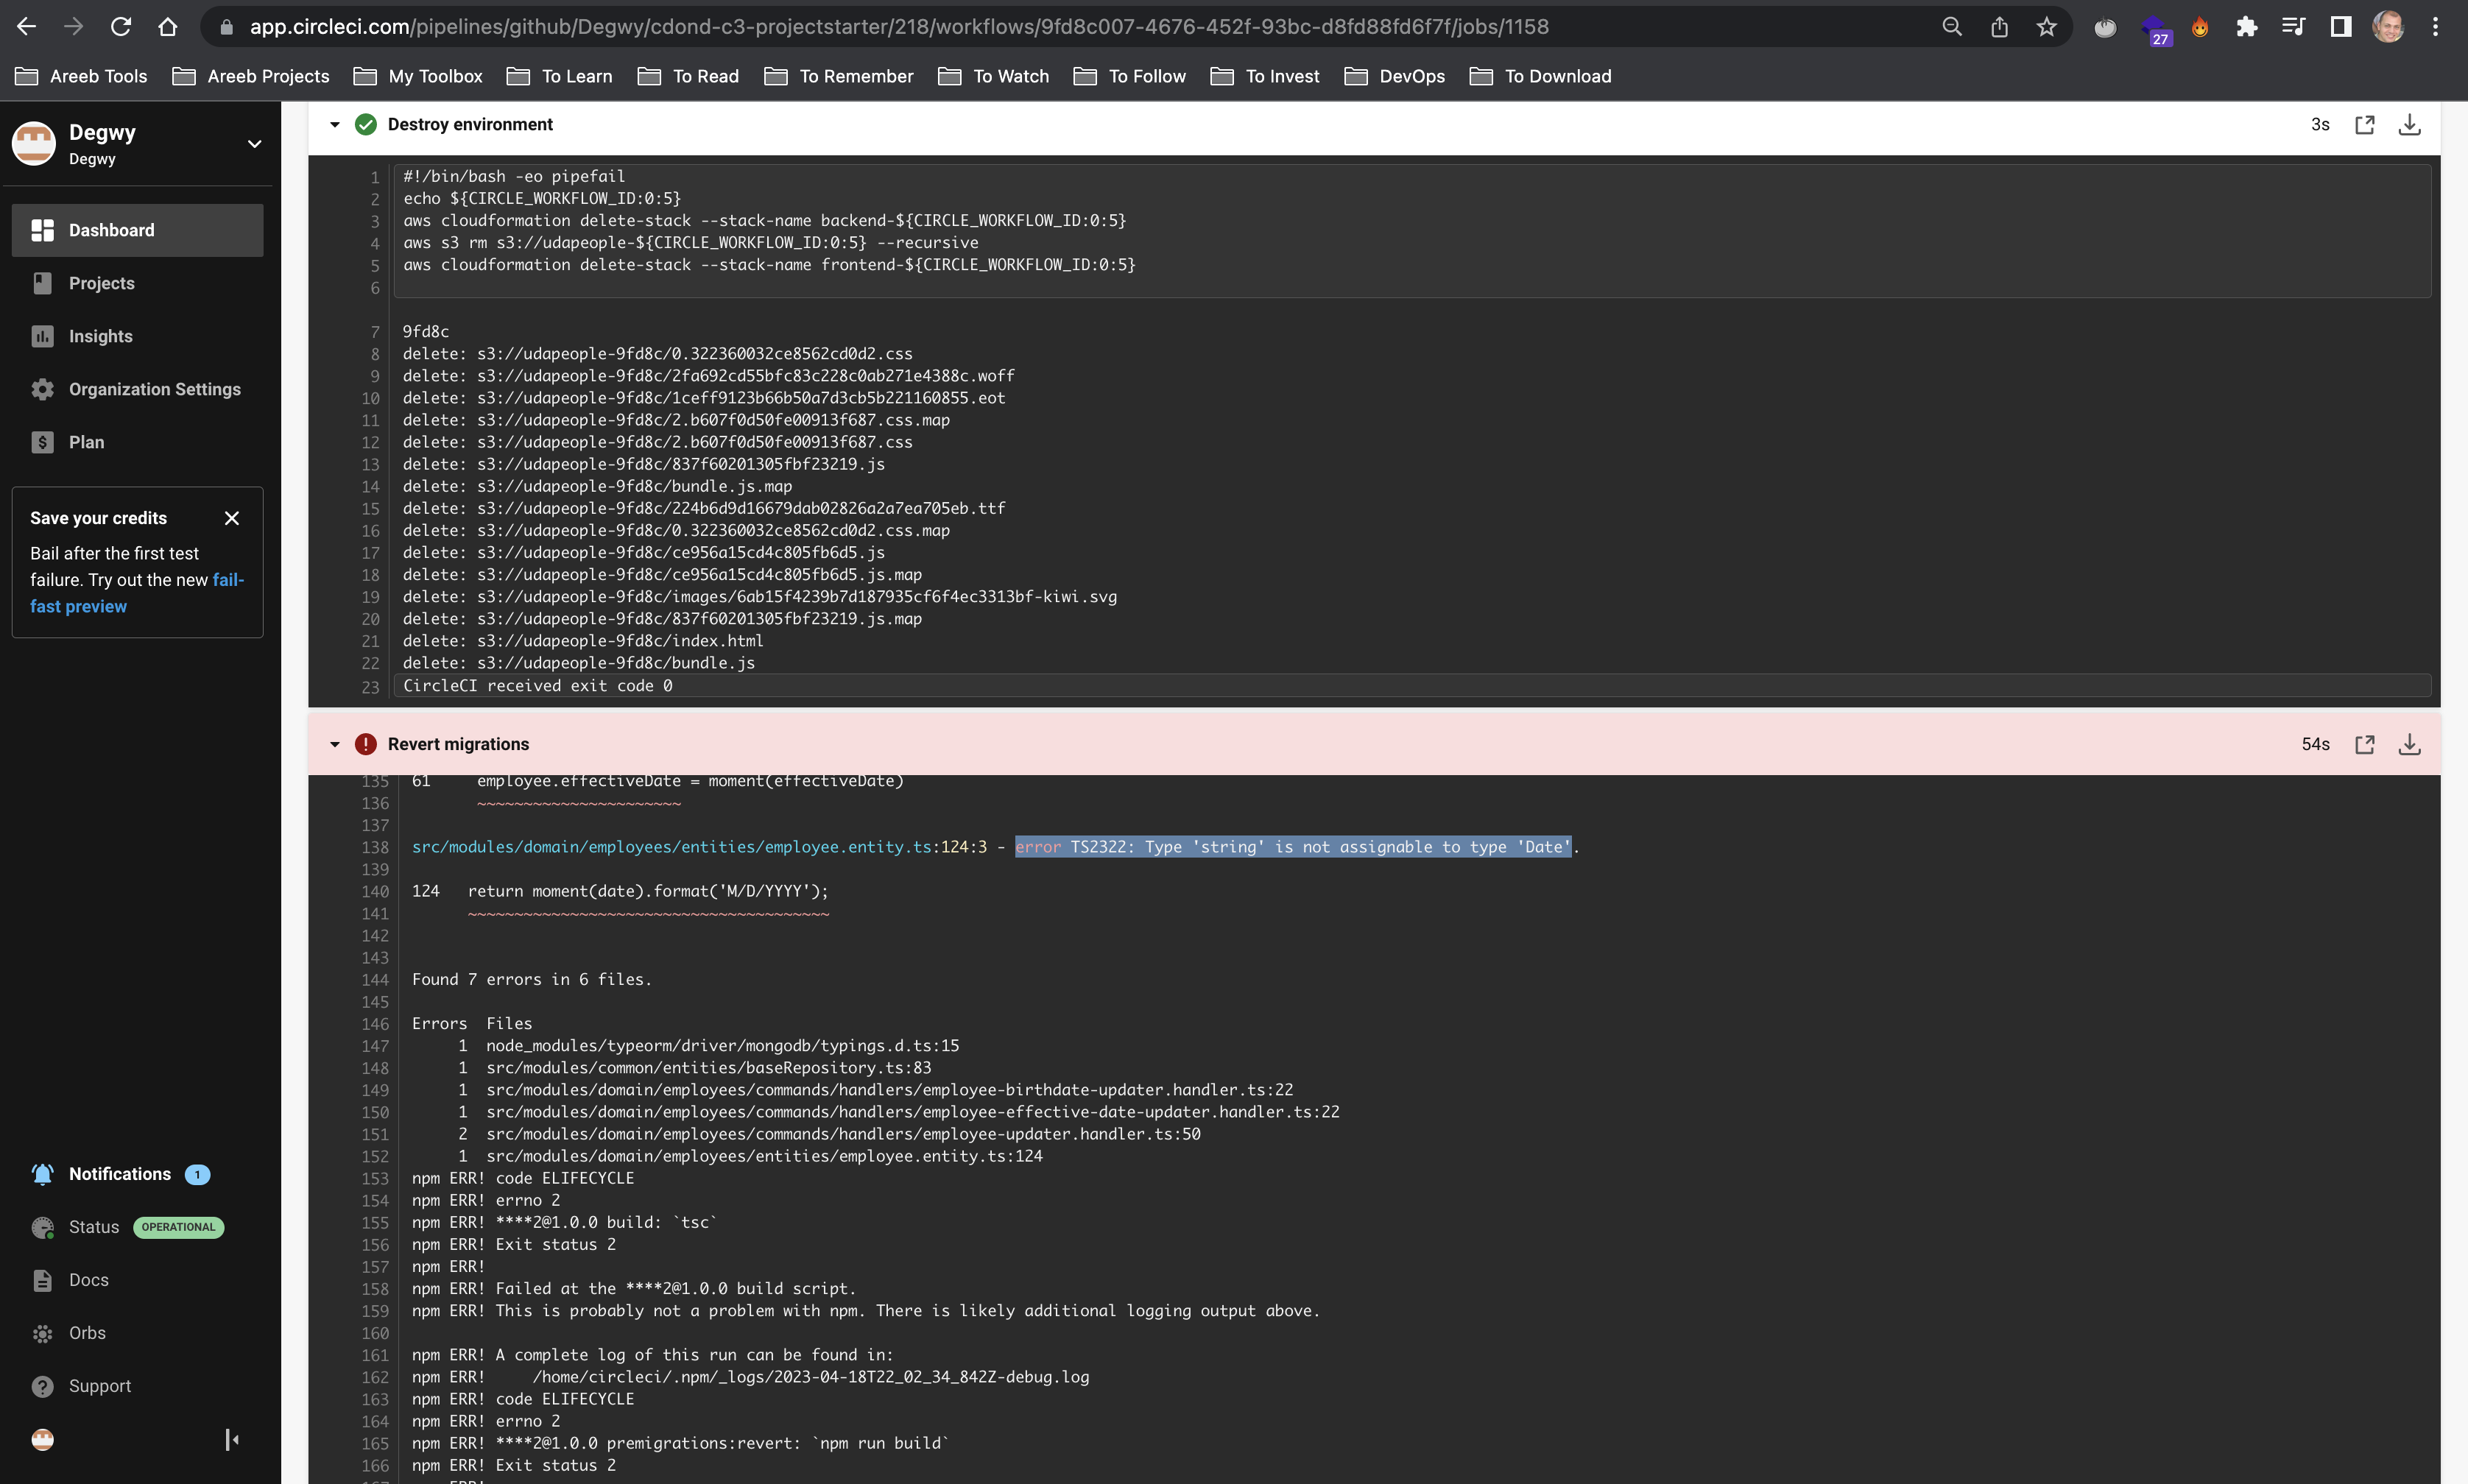 app.circleci.com/pipelines/github/Degwy/cdond-c3-projectstarter/218/workflows/9fd8c007-4676-452f-93bc-d8fd88fd6f7f/jobs/1158
27
Areeb Tools
Areeb Projects
My Toolbox
To Learn
To Read
To Remember
To Watch
To Follow
To Invest
DevOps
To Download
Degwy
Degwy
Dashboard
Projects
Insights
Organization Settings
Plan
Save your credits
Bail after the first test
failure. Try out the new fail-
fast preview
Notifications 1
Status OPERATIONAL
Docs
Orbs
Support
Destroy environment 3s
1 #!/bin/bash -eo pipefail
2 echo ${CIRCLE_WORKFLOW_ID:0:5}
3 aws cloudformation delete-stack --stack-name backend-${CIRCLE_WORKFLOW_ID:0:5}
4 aws s3 rm s3://udapeople-${CIRCLE_WORKFLOW_ID:0:5} --recursive
5 aws cloudformation delete-stack --stack-name frontend-${CIRCLE_WORKFLOW_ID:0:5}
6
7 9fd8c
8 delete: s3://udapeople-9fd8c/0.322360032ce8562cd0d2.css
9 delete: s3://udapeople-9fd8c/2fa692cd55bfc83c228c0ab271e4388c.woff
10 delete: s3://udapeople-9fd8c/1ceff9123b66b50a7d3cb5b221160855.eot
11 delete: s3://udapeople-9fd8c/2.b607f0d50fe00913f687.css.map
12 delete: s3://udapeople-9fd8c/2.b607f0d50fe00913f687.css
13 delete: s3://udapeople-9fd8c/837f60201305fbf23219.js
14 delete: s3://udapeople-9fd8c/bundle.js.map
15 delete: s3://udapeople-9fd8c/224b6d9d16679dab02826a2a7ea705eb.ttf
16 delete: s3://udapeople-9fd8c/0.322360032ce8562cd0d2.css.map
17 delete: s3://udapeople-9fd8c/ce956a15cd4c805fb6d5.js
18 delete: s3://udapeople-9fd8c/ce956a15cd4c805fb6d5.js.map
19 delete: s3://udapeople-9fd8c/images/6ab15f4239b7d187935cf6f4ec3313bf-kiwi.svg
20 delete: s3://udapeople-9fd8c/837f60201305fbf23219.js.map
21 delete: s3://udapeople-9fd8c/index.html
22 delete: s3://udapeople-9fd8c/bundle.js
23 CircleCI received exit code 0
Revert migrations 54s
135 61 employee.effectiveDate = moment(effectiveDate)
136 ~~~~~~~~~~~~~~~~~~~~~~
137
138 src/modules/domain/employees/entities/employee.entity.ts:124:3 - error TS2322: Type 'string' is not assignable to type 'Date'.
139
140 124 return moment(date).format('M/D/YYYY');
141 ~~~~~~~~~~~~~~~~~~~~~~~~~~~~~~~~~~~~~~~
142
143
144 Found 7 errors in 6 files.
145
146 Errors Files
147 1 node_modules/typeorm/driver/mongodb/typings.d.ts:15
148 1 src/modules/common/entities/baseRepository.ts:83
149 1 src/modules/domain/employees/commands/handlers/employee-birthdate-updater.handler.ts:22
150 1 src/modules/domain/employees/commands/handlers/employee-effective-date-updater.handler.ts:22
151 2 src/modules/domain/employees/commands/handlers/employee-updater.handler.ts:50
152 1 src/modules/domain/employees/entities/employee.entity.ts:124
153 npm ERR! code ELIFECYCLE
154 npm ERR! errno 2
155 npm ERR! ****2@1.0.0 build: `tsc`
156 npm ERR! Exit status 2
157 npm ERR!
158 npm ERR! Failed at the ****2@1.0.0 build script.
159 npm ERR! This is probably not a problem with npm. There is likely additional logging output above.
160
161 npm ERR! A complete log of this run can be found in:
162 npm ERR! /home/circleci/.npm/_logs/2023-04-18T22_02_34_842Z-debug.log
163 npm ERR! code ELIFECYCLE
164 npm ERR! errno 2
165 npm ERR! ****2@1.0.0 premigrations:revert: `npm run build`
166 npm ERR! Exit status 2